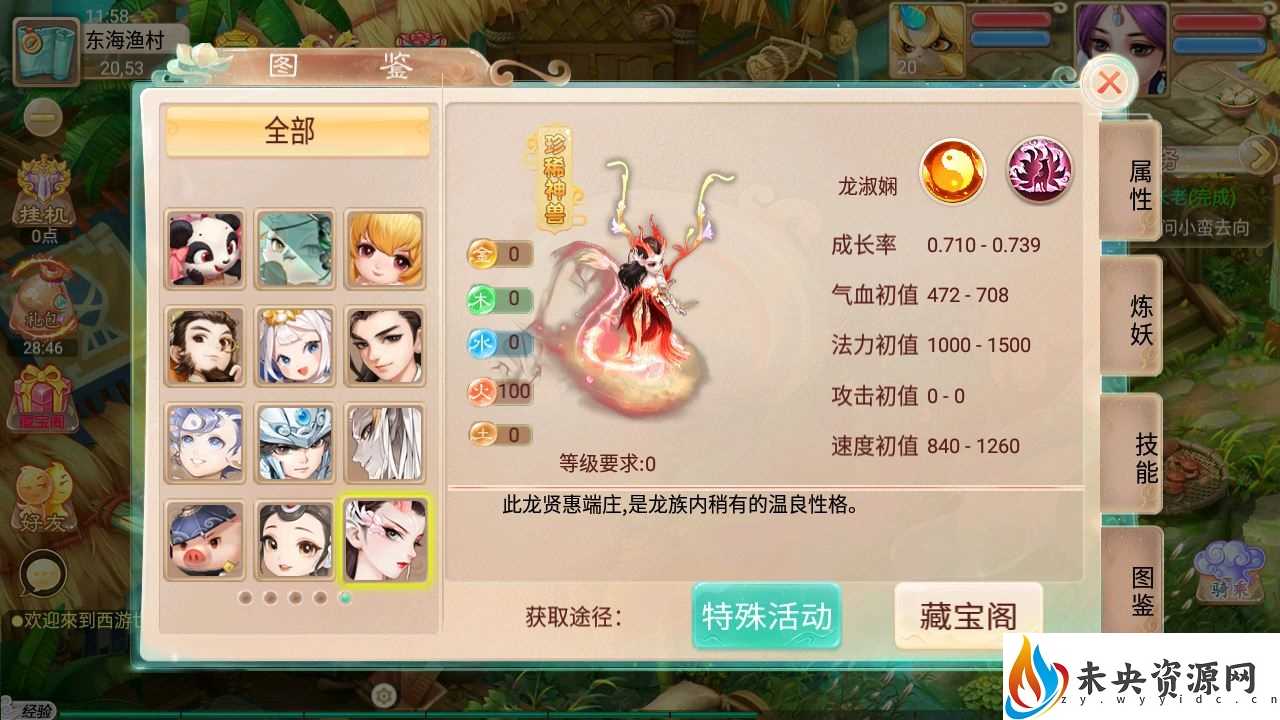 11:58
东海渔村
20,53
图 鉴
20
全部
珍稀神兽
龙淑娴
金 0
木 0
水 0
火 100
土 0
成长率 0.710 - 0.739
气血初值 472 - 708
法力初值 1000 - 1500
攻击初值 0 - 0
速度初值 840 - 1260
等级要求:0
此龙贤惠端庄,是龙族内稍有的温良性格。
获取途径：
特殊活动
藏宝阁
属性
炼妖
技能
图鉴
挂机
0点
礼包
28:46
藏宝阁
好友
欢迎來到西游
务
老(完成)
问小蛮去向
骑乘
经验
未央资源网
zy.wyyidc.cn